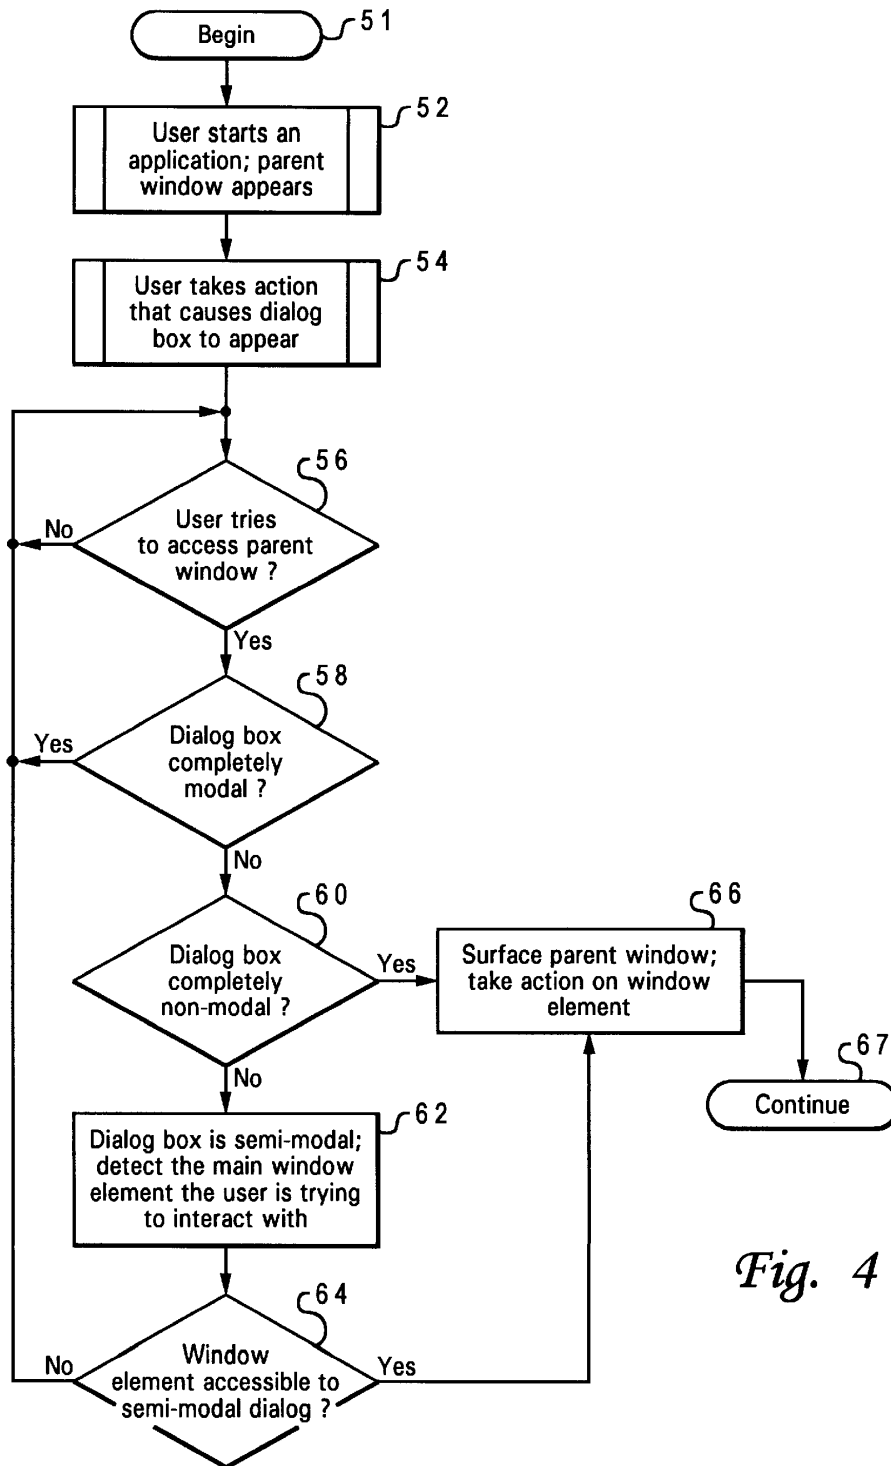 Begin
51
52
User starts an
application; parent
window appears
54
User takes action
that causes dialog
box to appear
56
User tries
to access parent
window ?
No
Yes
58
Dialog box
completely
modal ?
Yes
No
60
Dialog box
completely
non-modal ?
Yes
No
66
Surface parent window;
take action on window
element
67
Continue
62
Dialog box is semi-modal;
detect the main window
element the user is trying
to interact with
64
Window
element accessible to
semi-modal dialog ?
No
Yes
Fig. 4